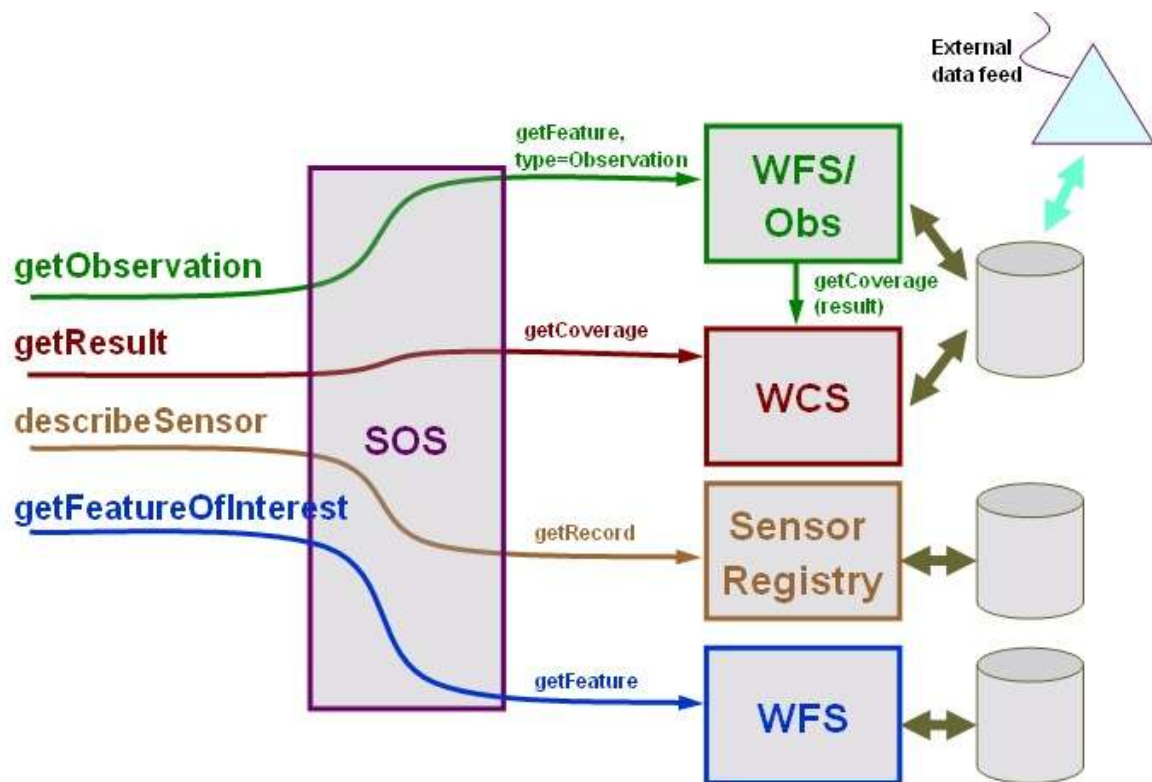 External
data feed
getFeature,
type=Observation
WFS/
Obs
getObservation
getCoverage
(result)
getResult
getCoverage
WCS
describeSensor
SOS
getFeatureOfInterest
getRecord
Sensor
Registry
getFeature
WFS